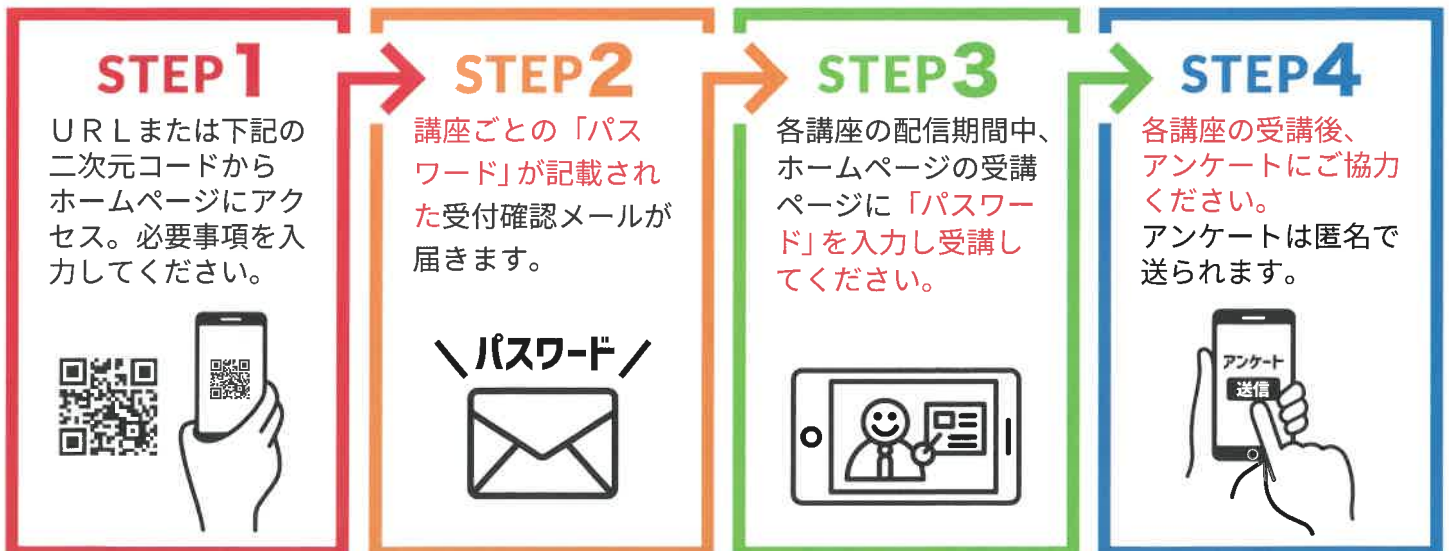 STEP1
URLまたは下記の
二次元コードから
ホームページにアク
セス。必要事項を入
力してください。
STEP2
講座ごとの「パス
ワード」が記載され
た受付確認メールが
届きます。
\ パスワード /
STEP3
各講座の配信期間中、
ホームページの受講
ページに「パスワー
ド」を入力し受講し
てください。
STEP4
各講座の受講後、
アンケートにご協力
ください。
アンケートは匿名で
送られます。
アンケート
送信